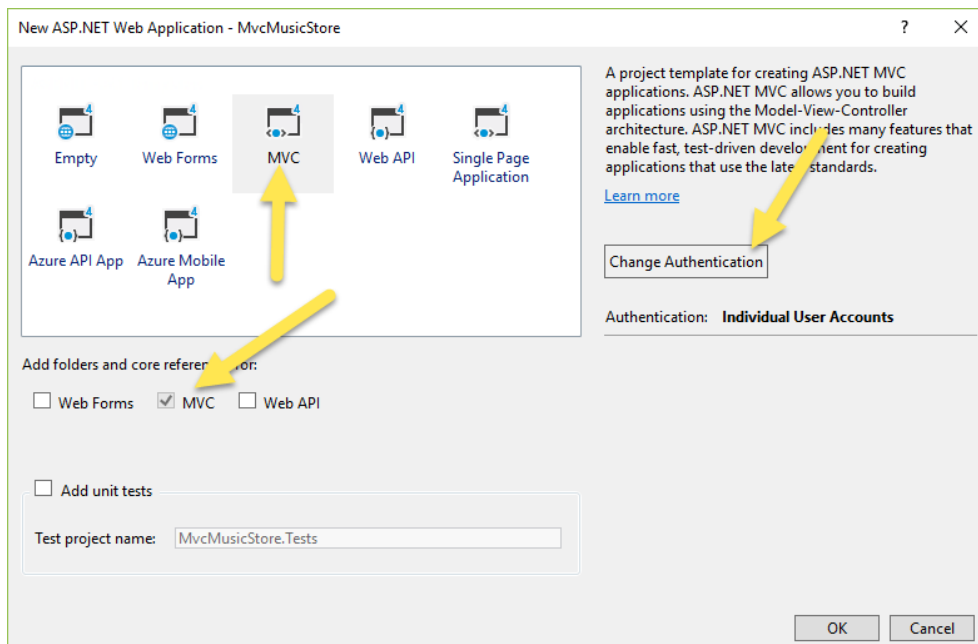 New ASP.NET Web Application - MvcMusicStore
?
4
4
4
4
4
Empty
Web Forms
MVC
Web API
Single Page
Application
4
4
Azure API App
Azure Mobile
App
A project template for creating ASP.NET MVC
applications. ASP.NET MVC allows you to build
applications using the Model-View-Controller
architecture. ASP.NET MVC includes many features that
enable fast, test-driven development for creating
applications that use the latest standards.
Learn more
Change Authentication
Authentication: Individual User Accounts
Add folders and core references for:
Web Forms
MVC
Web API
Add unit tests
Test project name:
MvcMusicStore.Tests
OK
Cancel